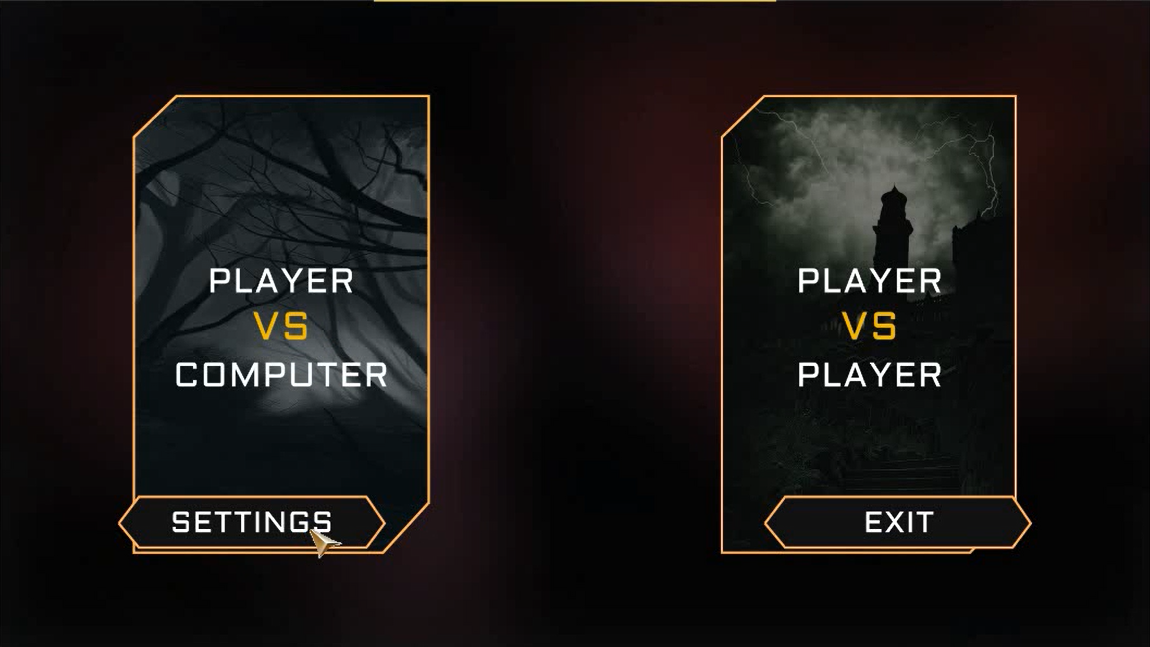 PLAYER
VS
COMPUTER
SETTINGS
PLAYER
VS
PLAYER
EXIT